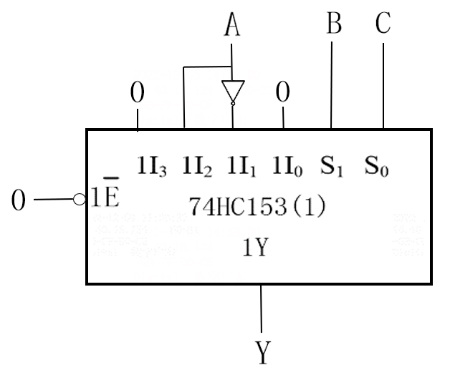 A B C
0 0
1I₃ 1I₂ 1I₁ 1I₀ S₁ S₀
0 1E̅
74HC153(1)
1Y
Y